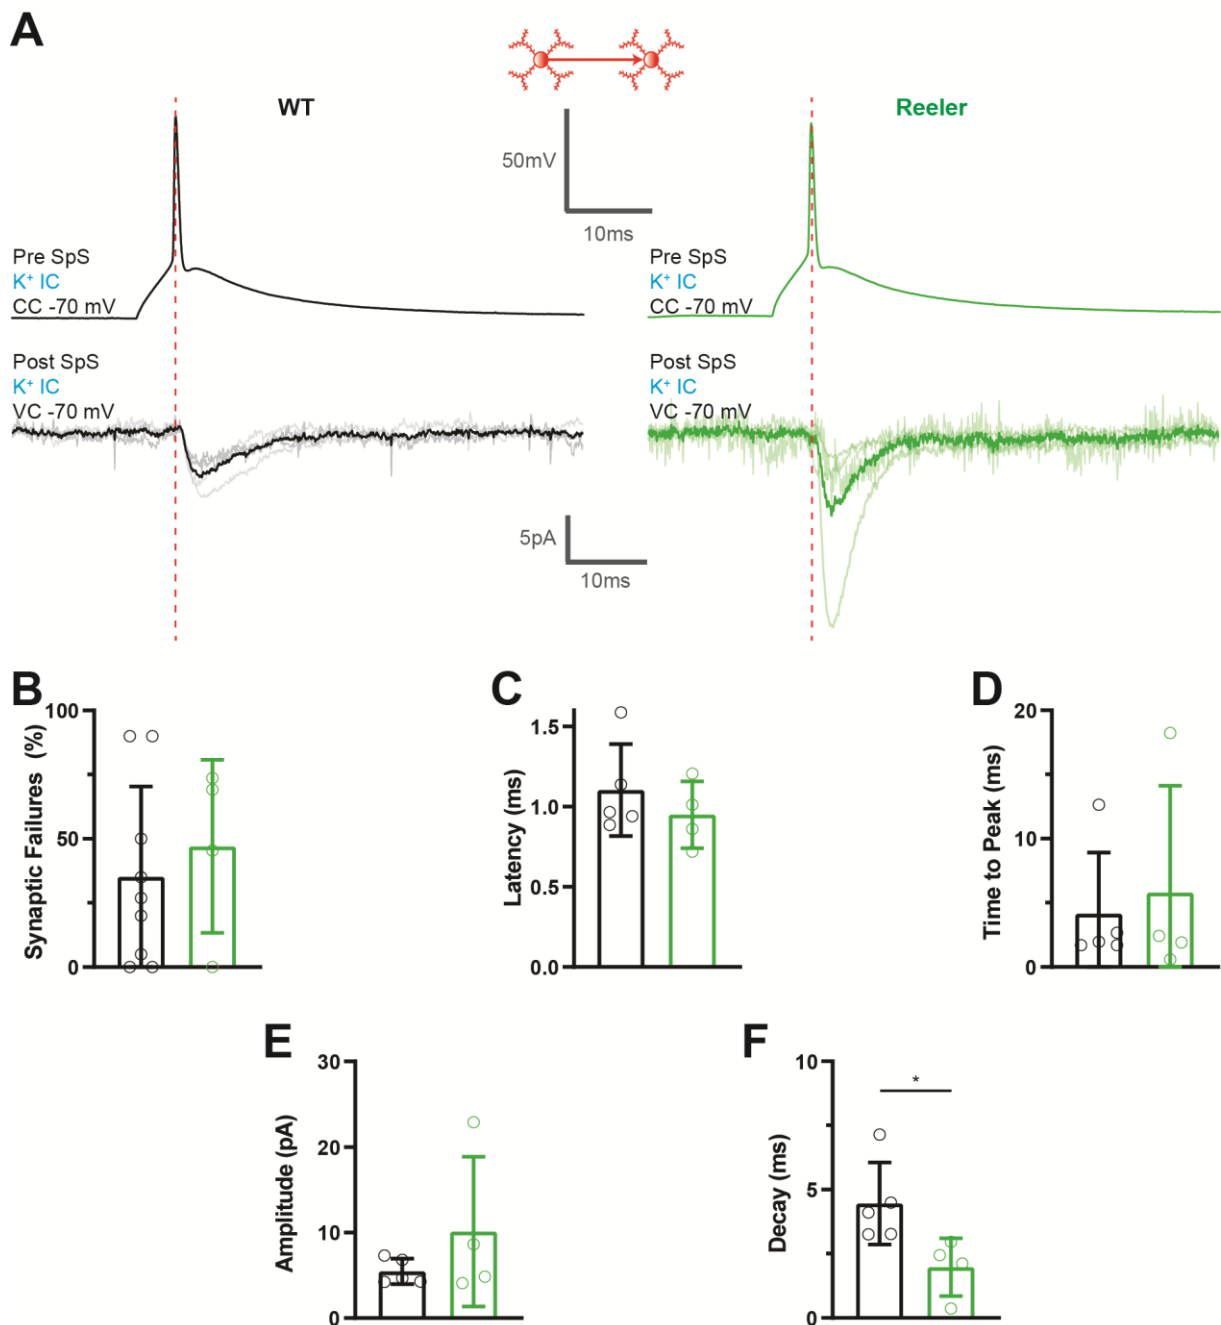 A
WT
Reeler
50mV
10ms
Pre SpS
K⁺ IC
CC -70 mV
Pre SpS
K⁺ IC
CC -70 mV
Post SpS
K⁺ IC
VC -70 mV
Post SpS
K⁺ IC
VC -70 mV
5pA
10ms
B
Synaptic Failures (%)
100
50
0
C
Latency (ms)
1.5
1.0
0.5
0.0
D
Time to Peak (ms)
20
10
0
E
Amplitude (pA)
30
20
10
0
F
Decay (ms)
10
5
0
*